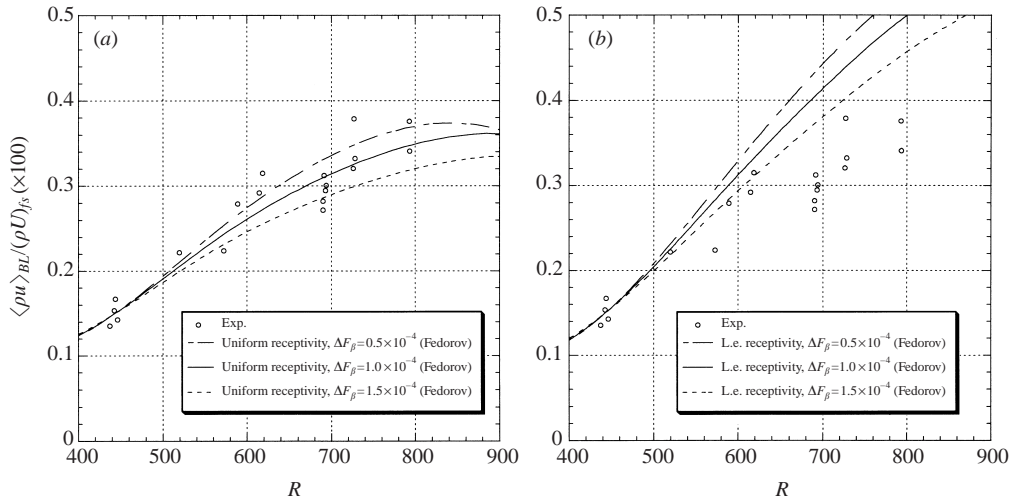 (a)
0.5
0.4
0.3
0.2
0.1
0
⟨ρu⟩BL/(ρU)fs (×100)
Exp.
Uniform receptivity, ΔFβ=0.5×10⁻⁴ (Fedorov)
Uniform receptivity, ΔFβ=1.0×10⁻⁴ (Fedorov)
Uniform receptivity, ΔFβ=1.5×10⁻⁴ (Fedorov)
400 500 600 700 800 900
R
(b)
0.5
0.4
0.3
0.2
0.1
0
Exp.
L.e. receptivity, ΔFβ=0.5×10⁻⁴ (Fedorov)
L.e. receptivity, ΔFβ=1.0×10⁻⁴ (Fedorov)
L.e. receptivity, ΔFβ=1.5×10⁻⁴ (Fedorov)
400 500 600 700 800 900
R